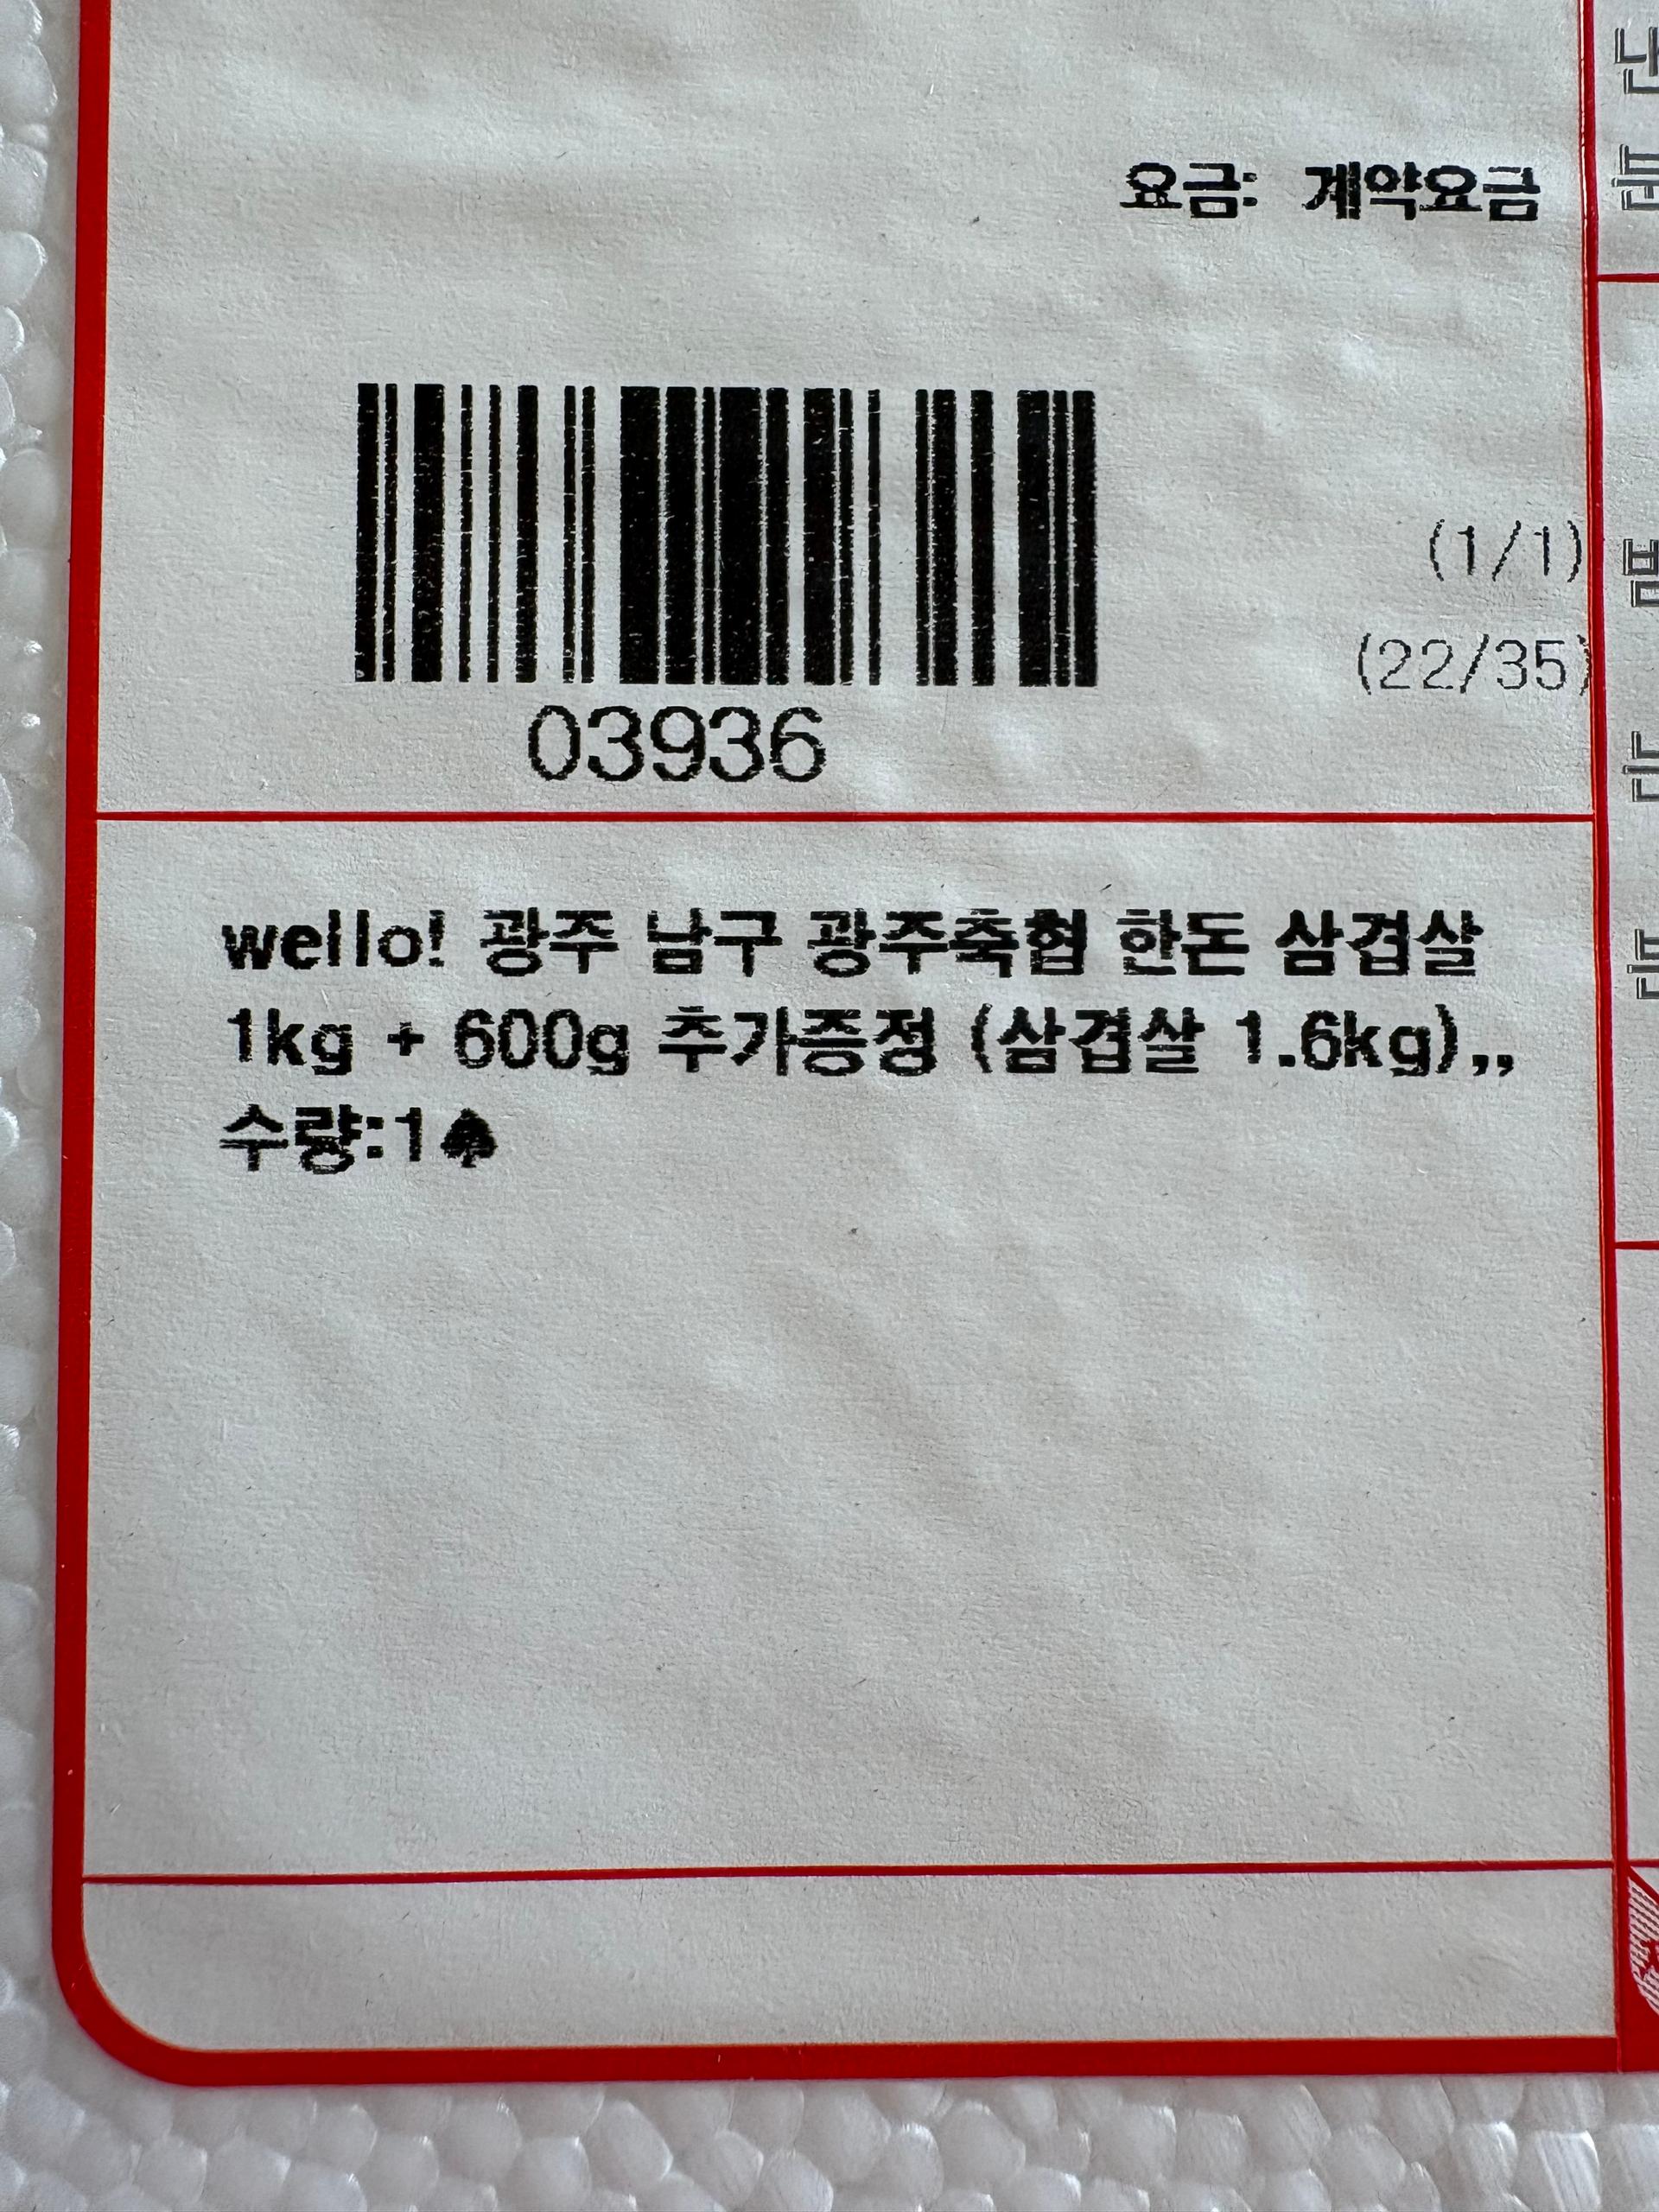 요금: 계약요금
(1/1)
(22/35)
03936
wello! 광주 남구 광주축협 한돈 삼겹살
1kg + 600g 추가증정 (삼겹살 1.6kg),,
수량:1♠